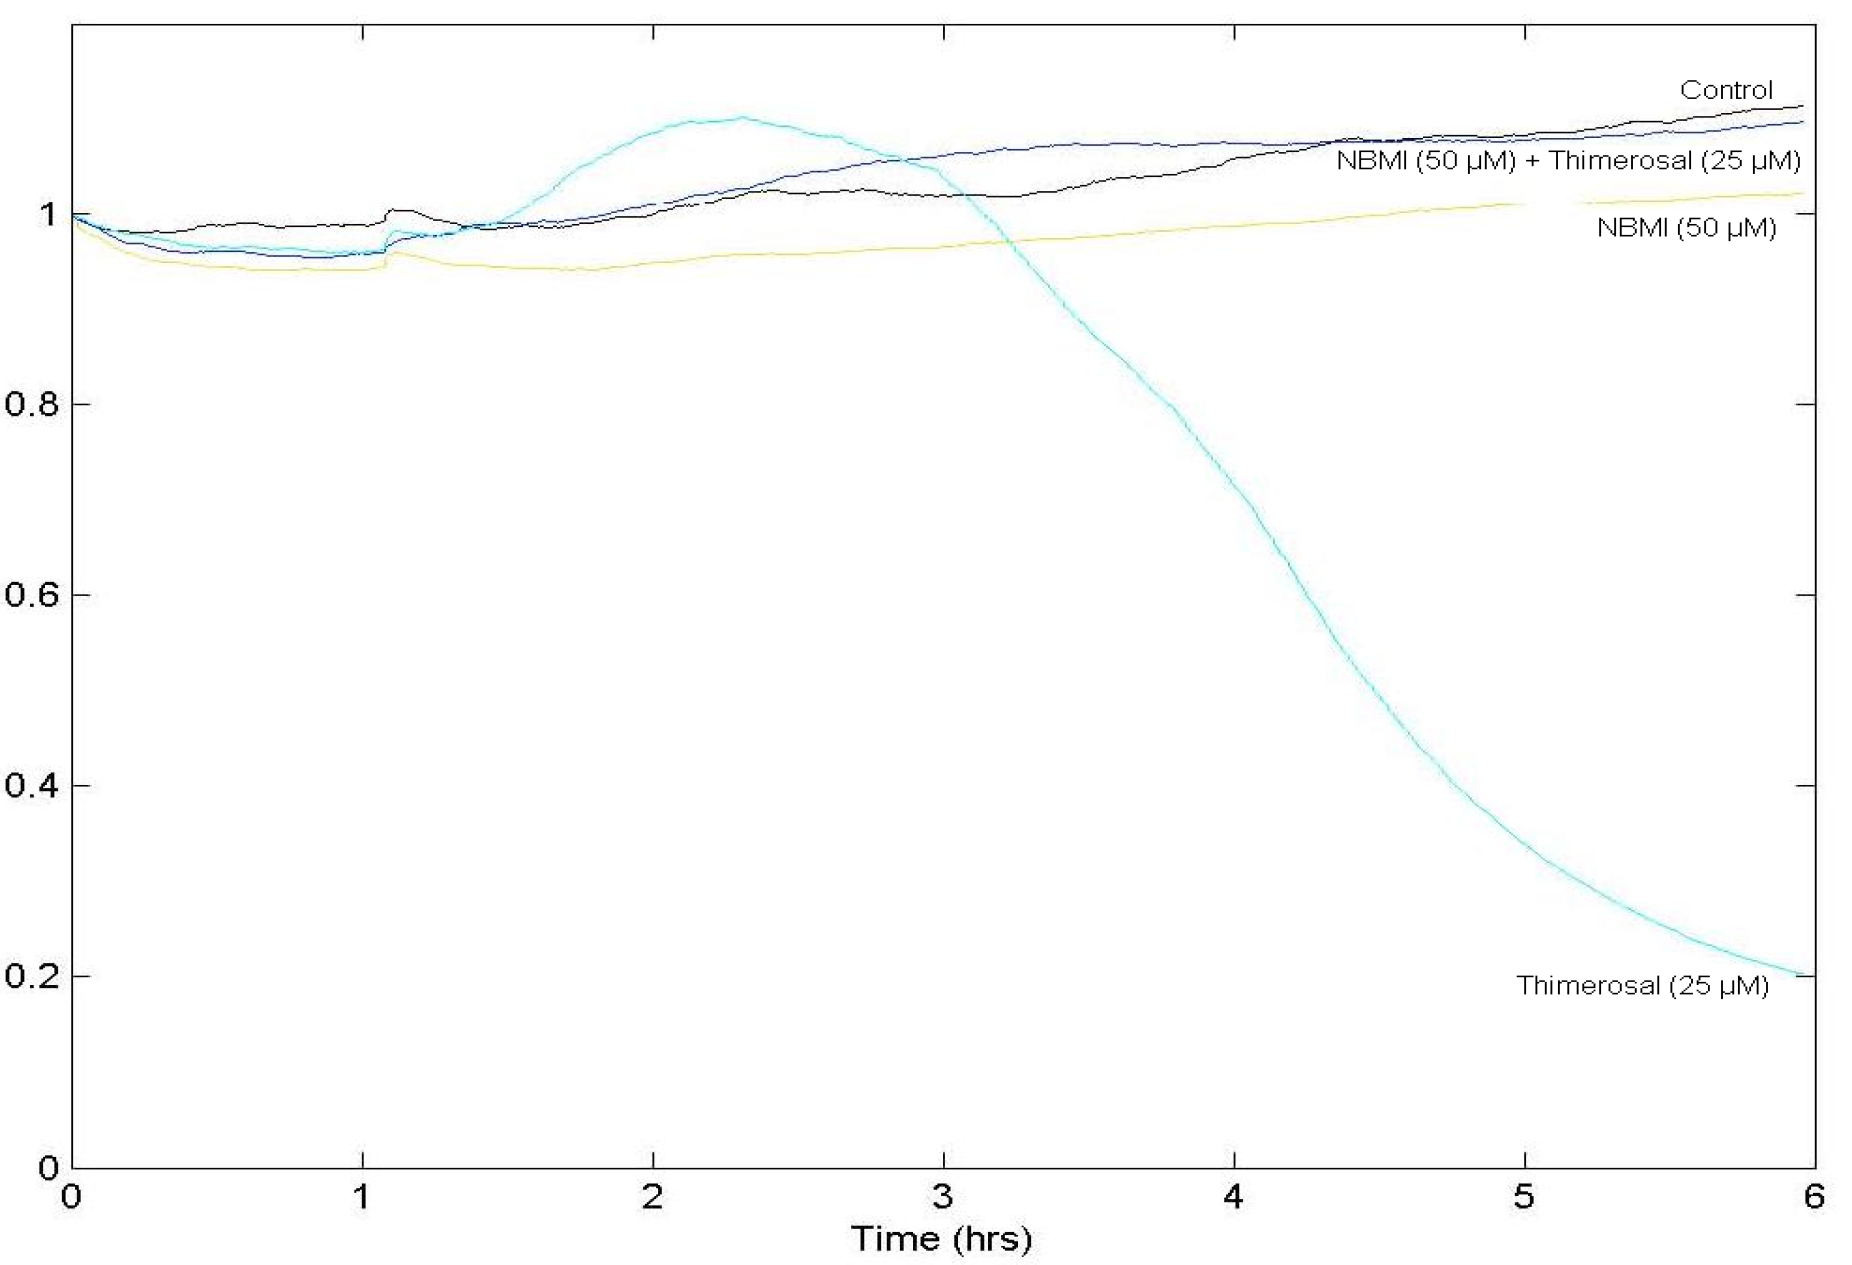 Control
NBMI (50 µM) + Thimerosal (25 µM)
1
NBMI (50 µM)
0.8
0.6
0.4
0.2
Thimerosal (25 µM)
0
0 1 2 3 4 5 6
Time (hrs)